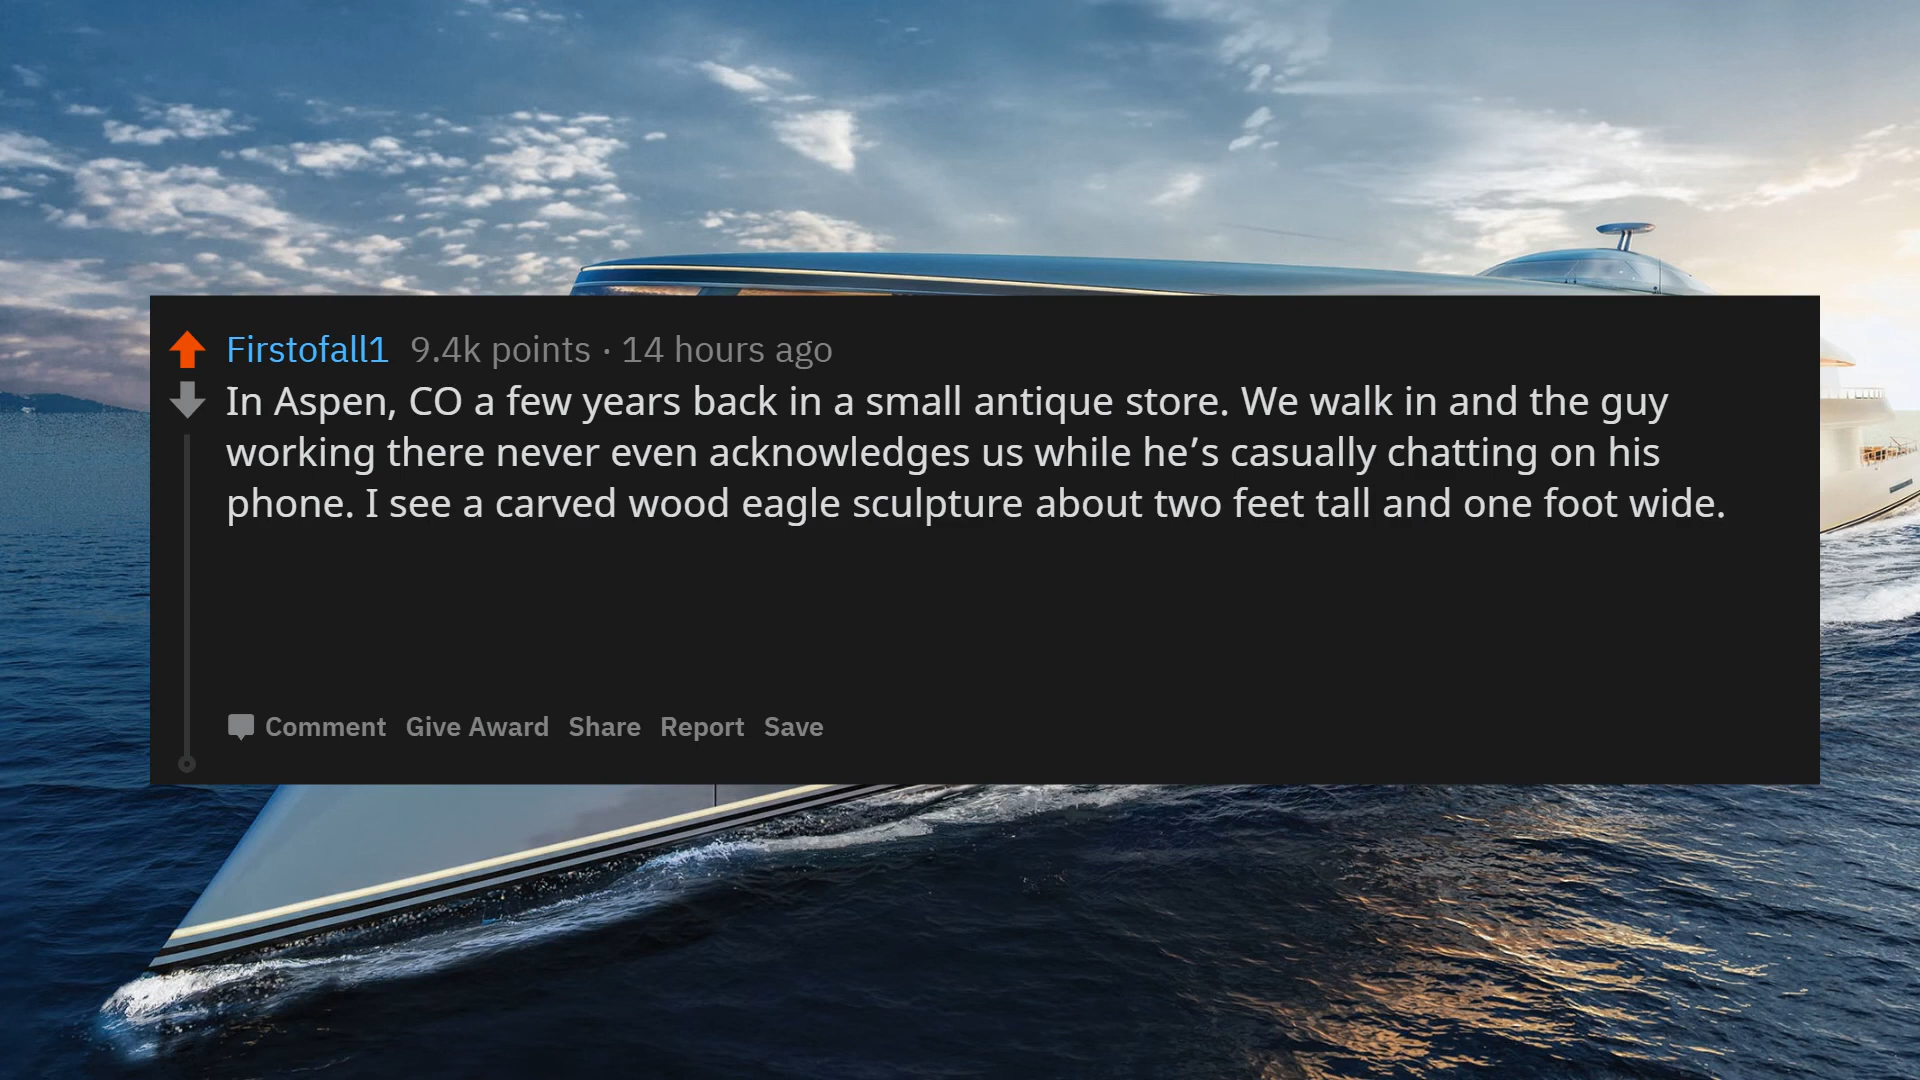 Firstofall1 9.4k points · 14 hours ago
In Aspen, CO a few years back in a small antique store. We walk in and the guy
working there never even acknowledges us while he’s casually chatting on his
phone. I see a carved wood eagle sculpture about two feet tall and one foot wide.
Comment Give Award Share Report Save